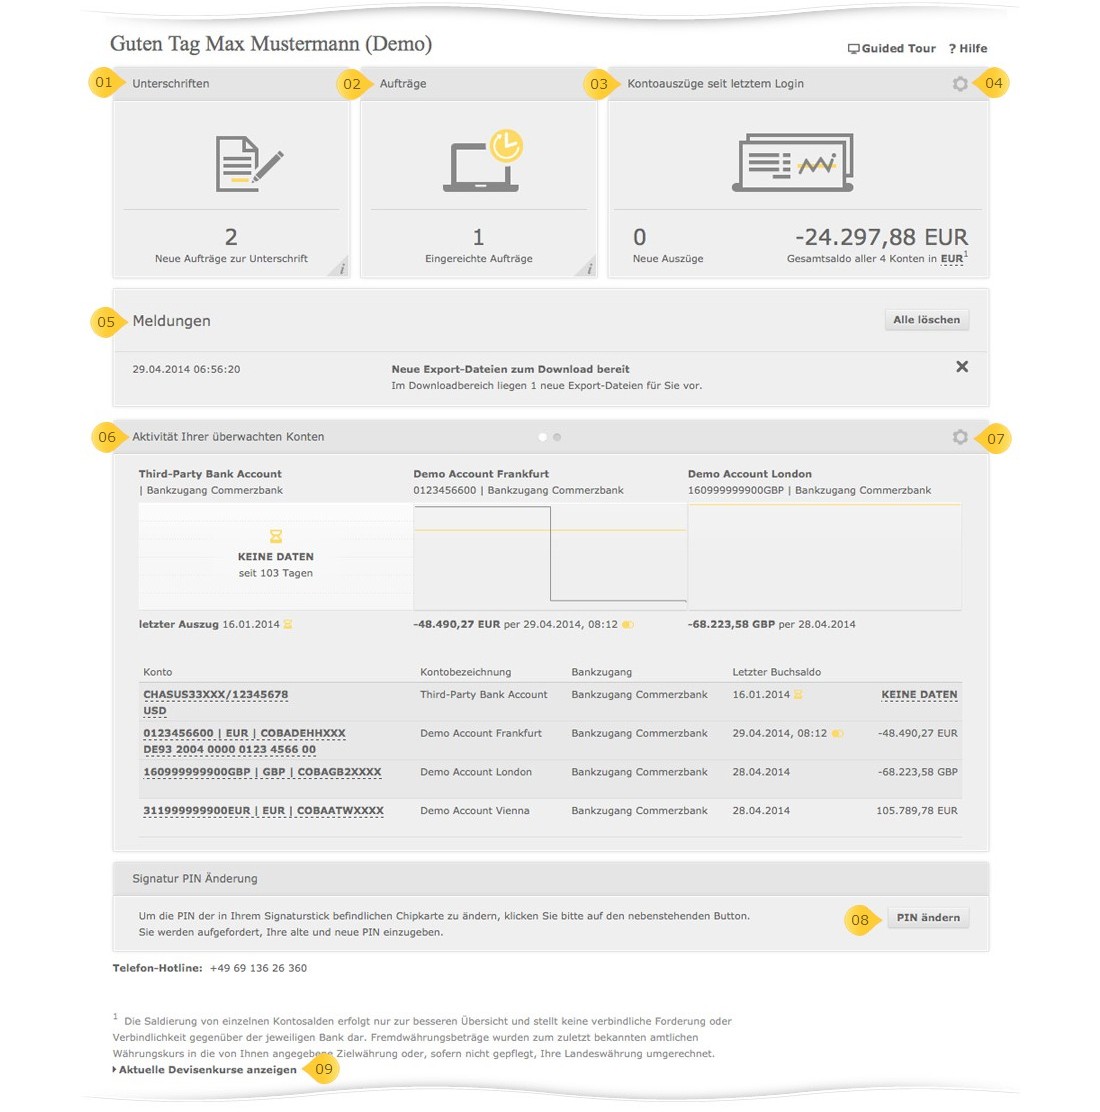 Guten Tag Max Mustermann (Demo)
Guided Tour ? Hilfe
01 Unterschriften
02 Aufträge
03 Kontoauszüge seit letztem Login 04
2
Neue Aufträge zur Unterschrift
i
1
Eingereichte Aufträge
i
0
Neue Auszüge
-24.297,88 EUR
Gesamtsaldo aller 4 Konten in EUR¹
05 Meldungen Alle löschen
29.04.2014 06:56:20 Neue Export-Dateien zum Download bereit
Im Downloadbereich liegen 1 neue Export-Dateien für Sie vor.
06 Aktivität Ihrer überwachten Konten 07
Third-Party Bank Account Demo Account Frankfurt Demo Account London
| Bankzugang Commerzbank 0123456600 | Bankzugang Commerzbank 160999999900GBP | Bankzugang Commerzbank
KEINE DATEN
seit 103 Tagen
letzter Auszug 16.01.2014 -48.490,27 EUR per 29.04.2014, 08:12 -68.223,58 GBP per 28.04.2014
Konto Kontobezeichnung Bankzugang Letzter Buchsaldo
CHASUS33XXX/12345678 Third-Party Bank Account Bankzugang Commerzbank 16.01.2014 KEINE DATEN
USD
0123456600 | EUR | COBADEHHXXX Demo Account Frankfurt Bankzugang Commerzbank 29.04.2014, 08:12 -48.490,27 EUR
DE93 2004 0000 0123 4566 00
160999999900GBP | GBP | COBAGB2XXXX Demo Account London Bankzugang Commerzbank 28.04.2014 -68.223,58 GBP
311999999900EUR | EUR | COBAATWXXXX Demo Account Vienna Bankzugang Commerzbank 28.04.2014 105.789,78 EUR
Signatur PIN Änderung
Um die PIN der in Ihrem Signaturstick befindlichen Chipkarte zu ändern, klicken Sie bitte auf den nebenstehenden Button.
Sie werden aufgefordert, Ihre alte und neue PIN einzugeben.
08 PIN ändern
Telefon-Hotline: +49 69 136 26 360
¹ Die Saldierung von einzelnen Kontosalden erfolgt nur zur besseren Übersicht und stellt keine verbindliche Forderung oder
Verbindlichkeit gegenüber der jeweiligen Bank dar. Fremdwährungsbeträge wurden zum zuletzt bekannten amtlichen
Währungskurs in die von Ihnen angegebene Zielwährung oder, sofern nicht gepflegt, Ihre Landeswährung umgerechnet.
Aktuelle Devisenkurse anzeigen 09